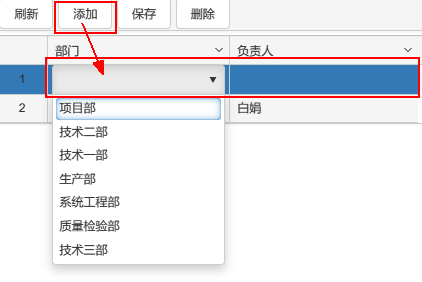 刷新 添加 保存 删除
部门 负责人
1
2 白娟
项目部
技术二部
技术一部
生产部
系统工程部
质量检验部
技术三部